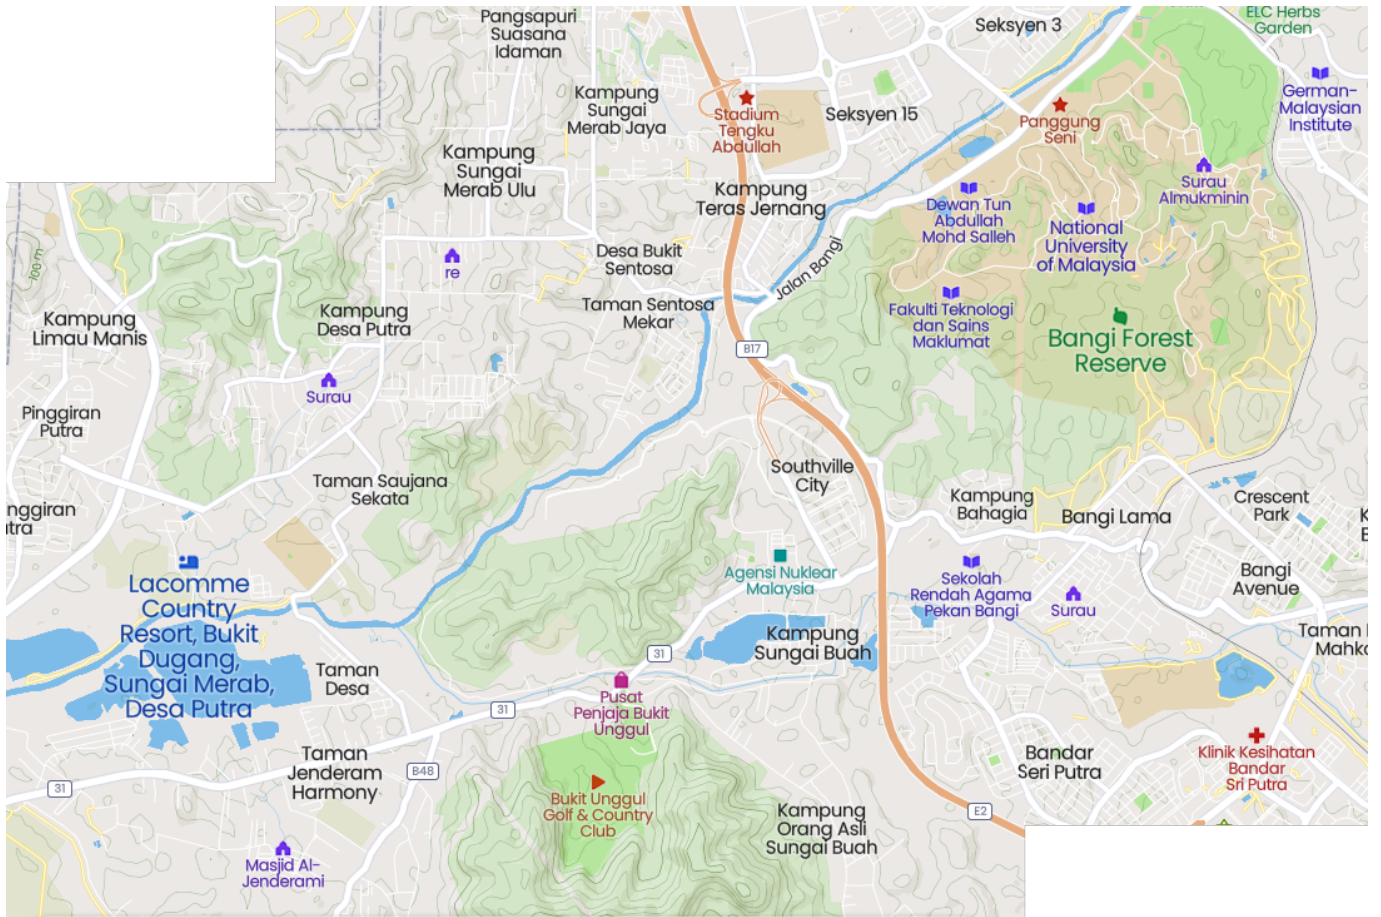 Pangsapuri
Suasana
Idaman
Seksyen 3
ELC Herbs
Garden
German-
Malaysian
Institute
Kampung
Sungai
Merab Jaya
Stadium
Tengku
Abdullah
Seksyen 15
Panggung
Seni
Kampung
Sungai
Merab Ulu
Kampung
Teras Jernang
Dewan Tun
Abdullah
Mohd Salleh
Surau
Almukminin
National
University
of Malaysia
100 m
re
Desa Bukit
Sentosa
Jalan Bangi
Taman Sentosa
Mekar
Kampung
Limau Manis
Kampung
Desa Putra
Fakulti Teknologi
dan Sains
Maklumat
Bangi Forest
Reserve
B17
Surau
Pinggiran
Putra
Taman Saujana
Sekata
Southville
City
Kampung
Bahagia
Bangi Lama
Crescent
Park
K
B
nggiran
tra
Lacomme
Country
Resort, Bukit
Dugang,
Sungai Merab,
Desa Putra
Agensi Nuklear
Malaysia
Sekolah
Rendah Agama
Pekan Bangi
Surau
Bangi
Avenue
Kampung
Sungai Buah
Taman
Mahko
31
Taman
Desa
Pusat
Penjaja Bukit
Unggul
31
Taman
Jenderam
Harmony
B48
31
Bukit Unggul
Golf & Country
Club
Bandar
Seri Putra
Klinik Kesihatan
Bandar
Sri Putra
Kampung
Orang Asli
Sungai Buah
E2
Masjid Al-
Jenderami